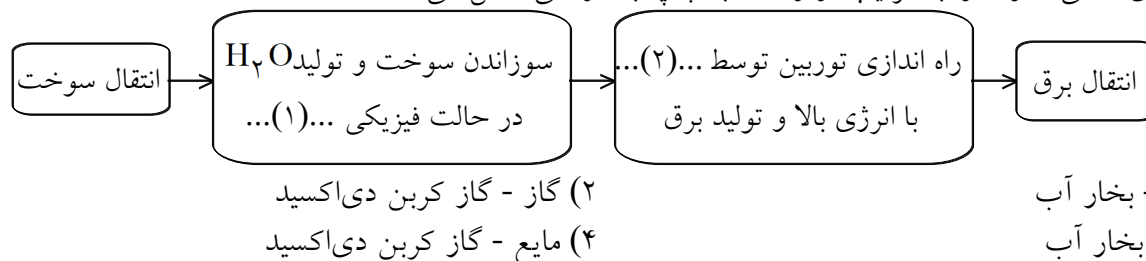 انتقال سوخت
سوزاندن سوخت و تولید H₂O
در حالت فیزیکی ...(۱)...
راه اندازی توربین توسط ...(۲)...
با انرژی بالا و تولید برق
انتقال برق
- بخار آب
۲) گاز - گاز کربن دی‌اکسید
بخار آب
۴) مایع - گاز کربن دی‌اکسید